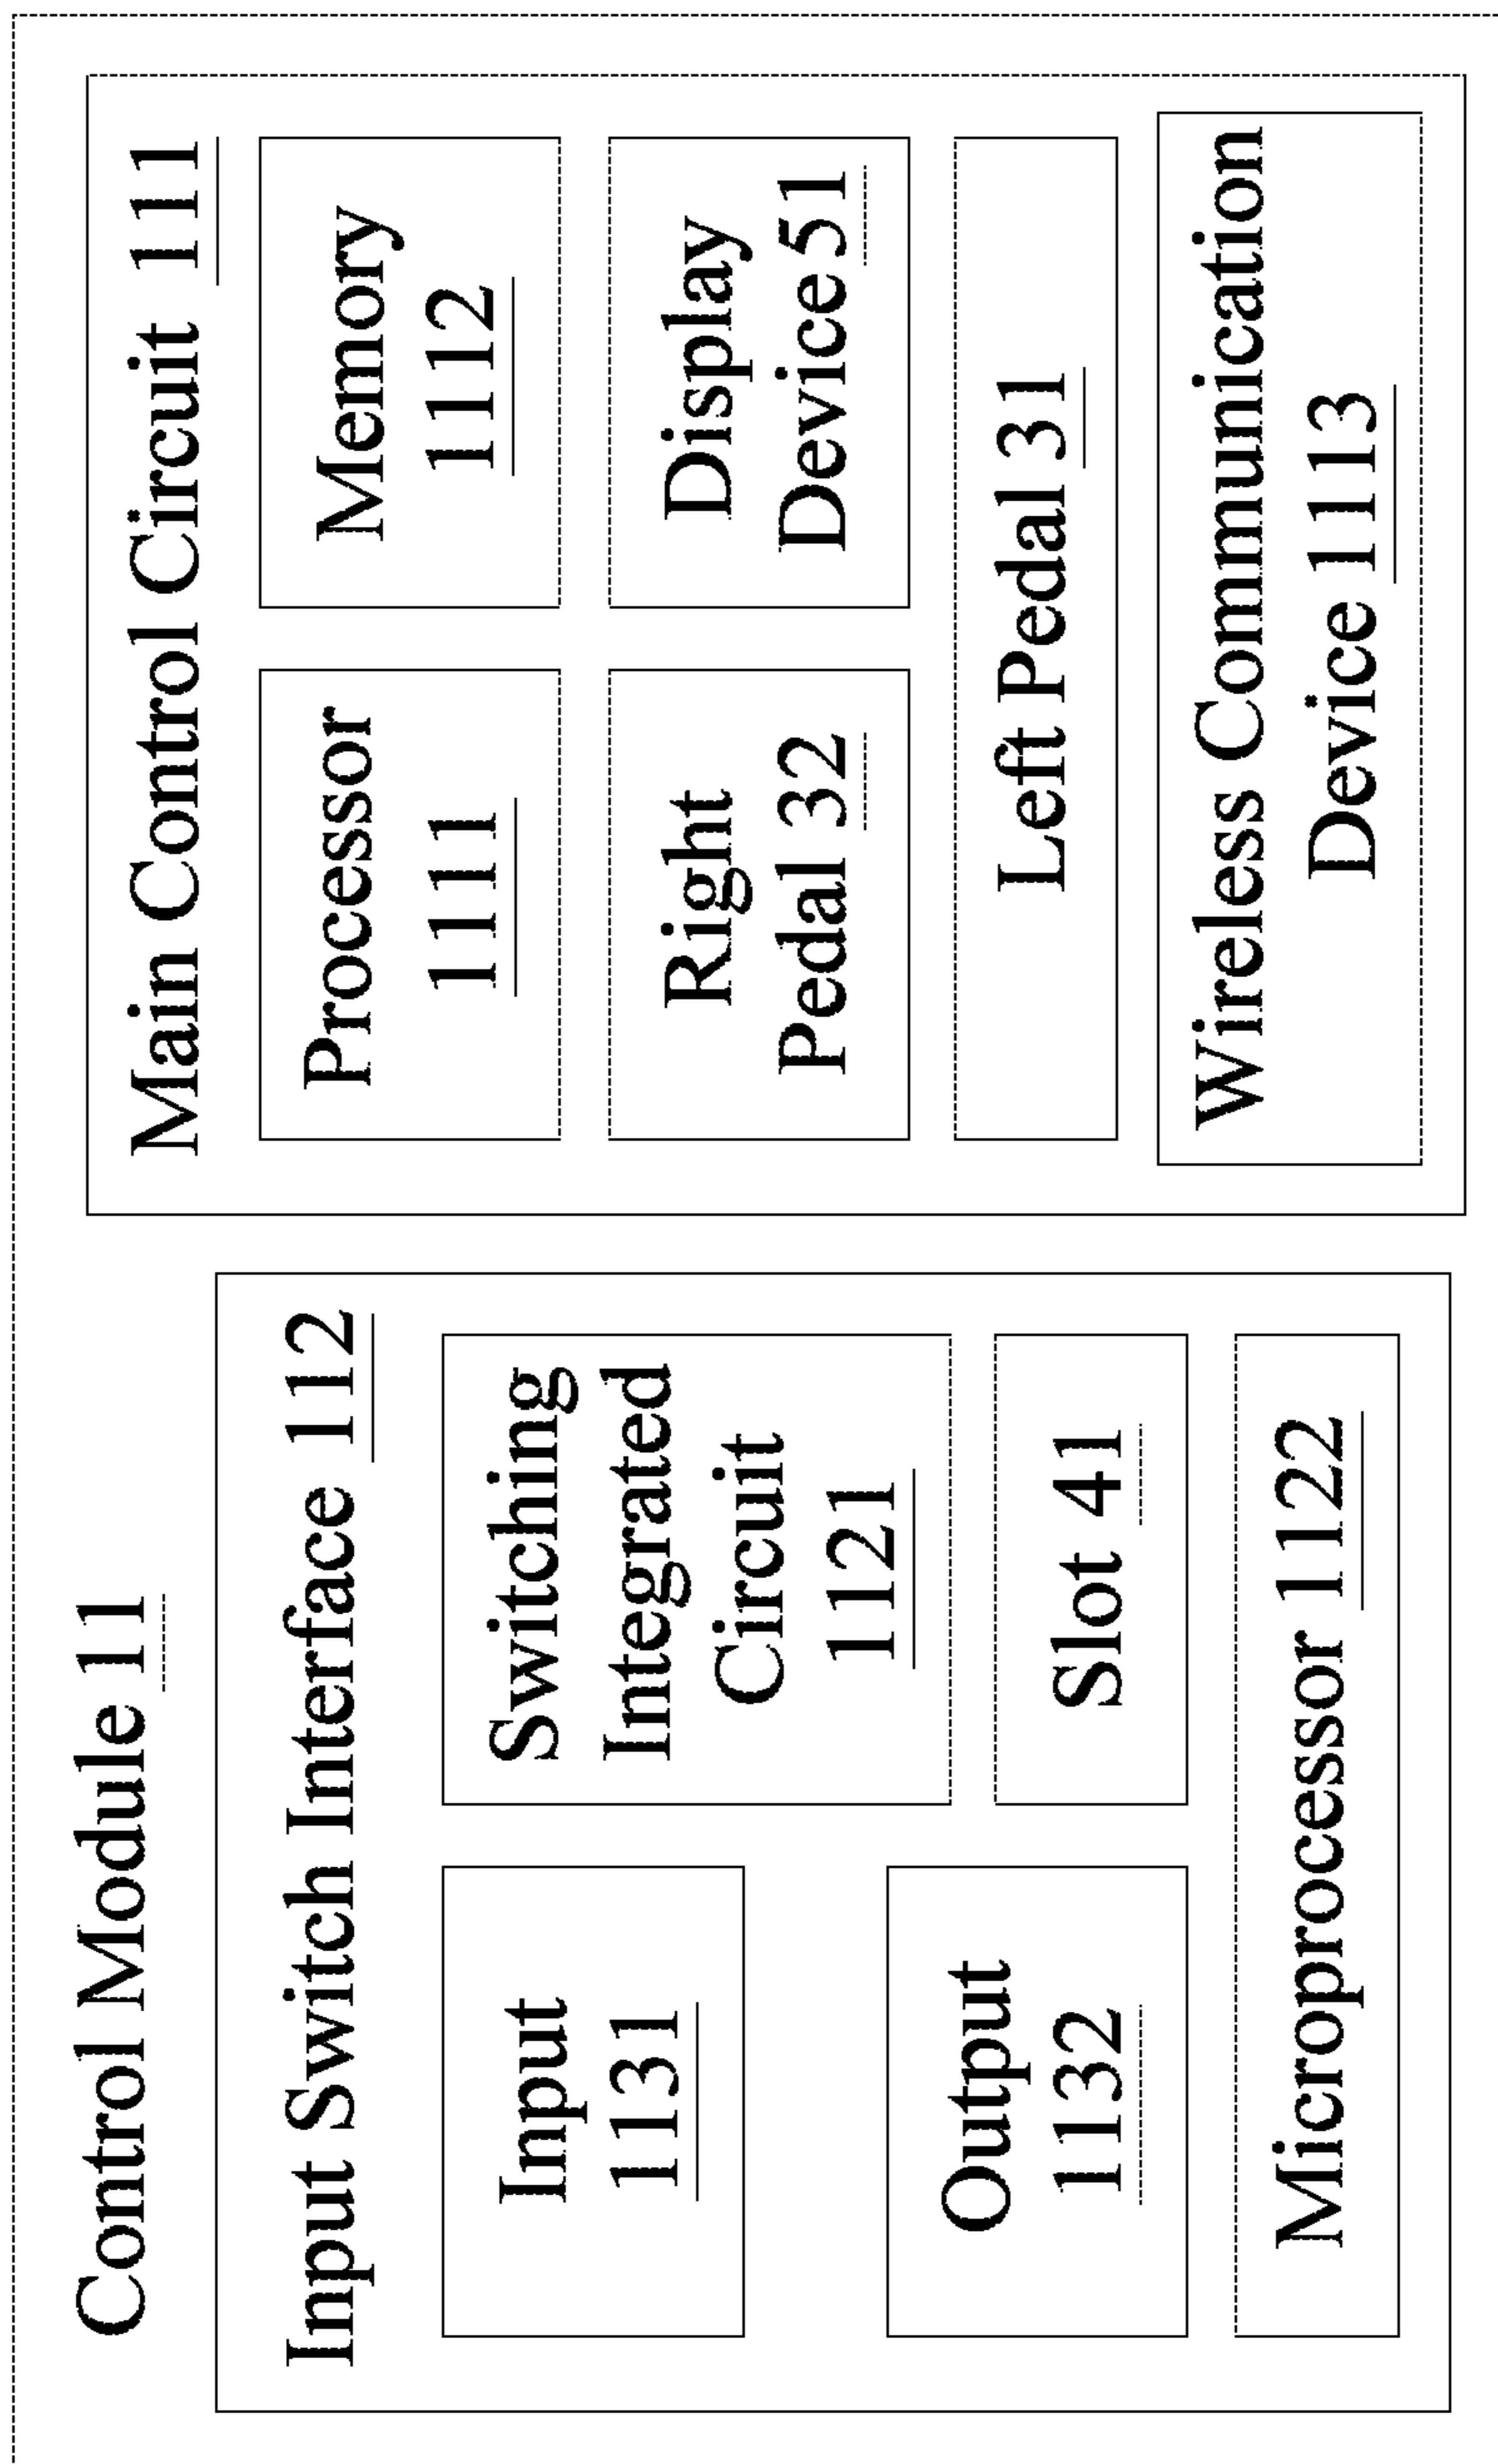 Control Module 11
Input Switch Interface 112
Input
1131
Switching
Integrated
Circuit
1121
Output
1132
Slot 41
Microprocessor 1122
Main Control Circuit 111
Processor
1111
Memory
1112
Right
Pedal 32
Display
Device 51
Left Pedal 31
Wireless Communication
Device 1113